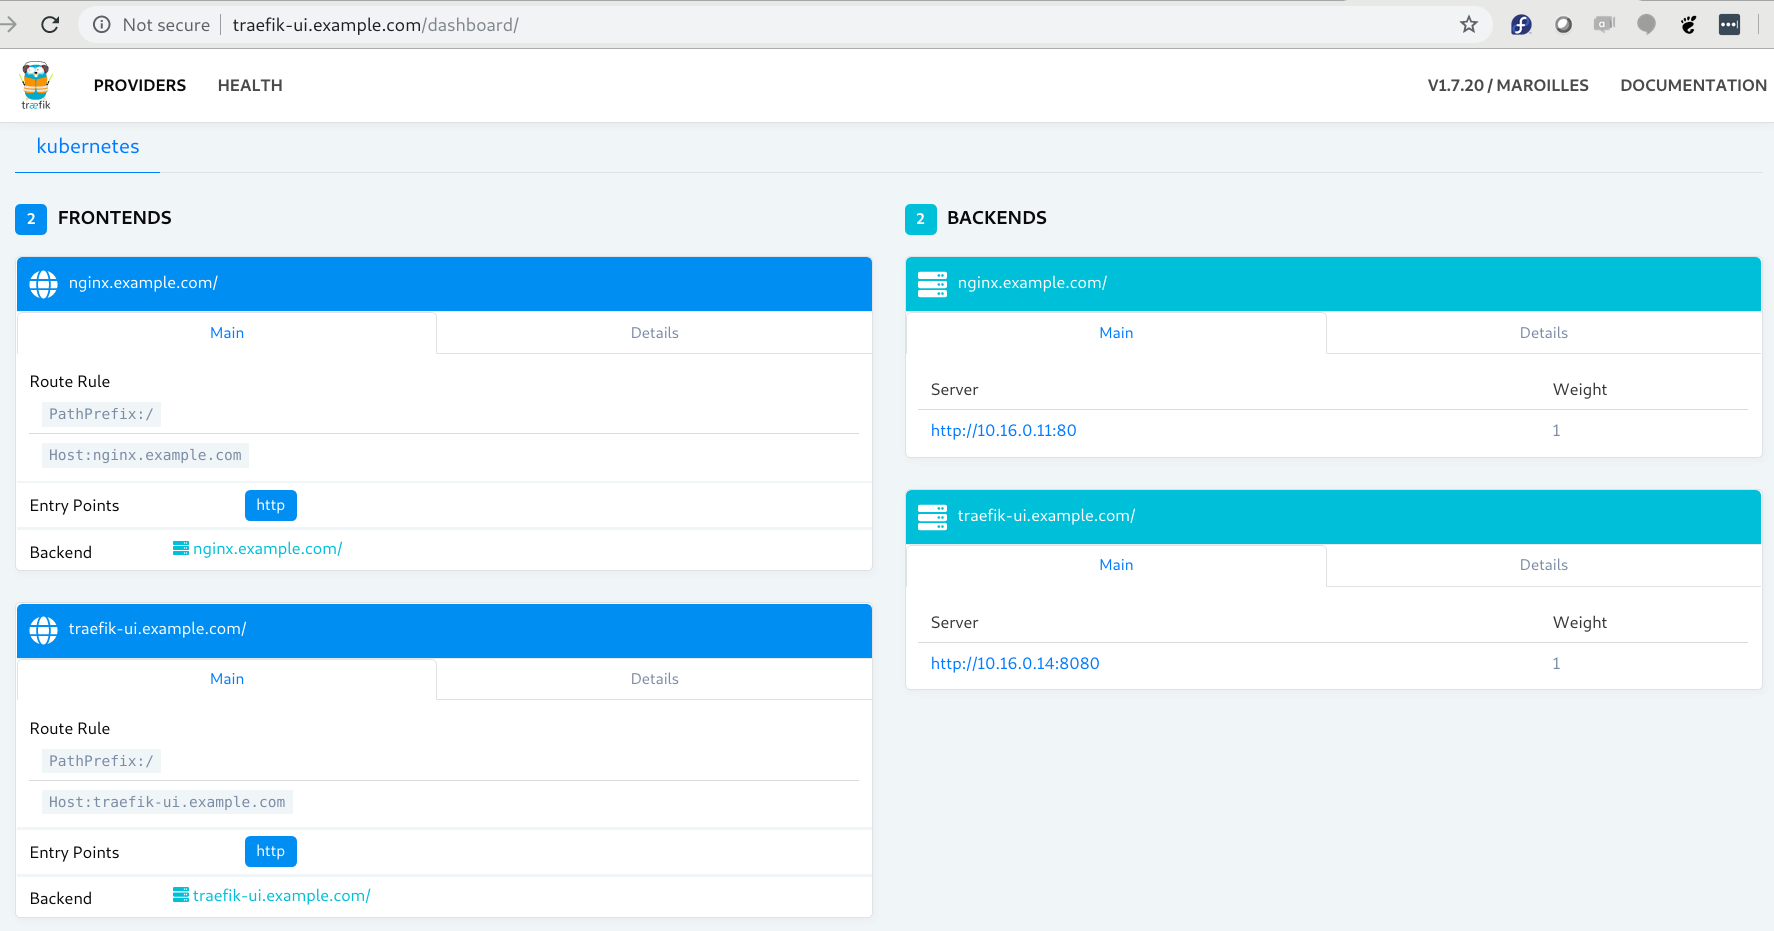 Not secure traefik-ui.example.com/dashboard/
træfik
PROVIDERS HEALTH V1.7.20 / MAROILLES DOCUMENTATION
kubernetes
2 FRONTENDS
nginx.example.com/
Main Details
Route Rule
PathPrefix:/
Host:nginx.example.com
Entry Points http
Backend nginx.example.com/
traefik-ui.example.com/
Main Details
Route Rule
PathPrefix:/
Host:traefik-ui.example.com
Entry Points http
Backend traefik-ui.example.com/
2 BACKENDS
nginx.example.com/
Main Details
Server Weight
http://10.16.0.11:80 1
traefik-ui.example.com/
Main Details
Server Weight
http://10.16.0.14:8080 1